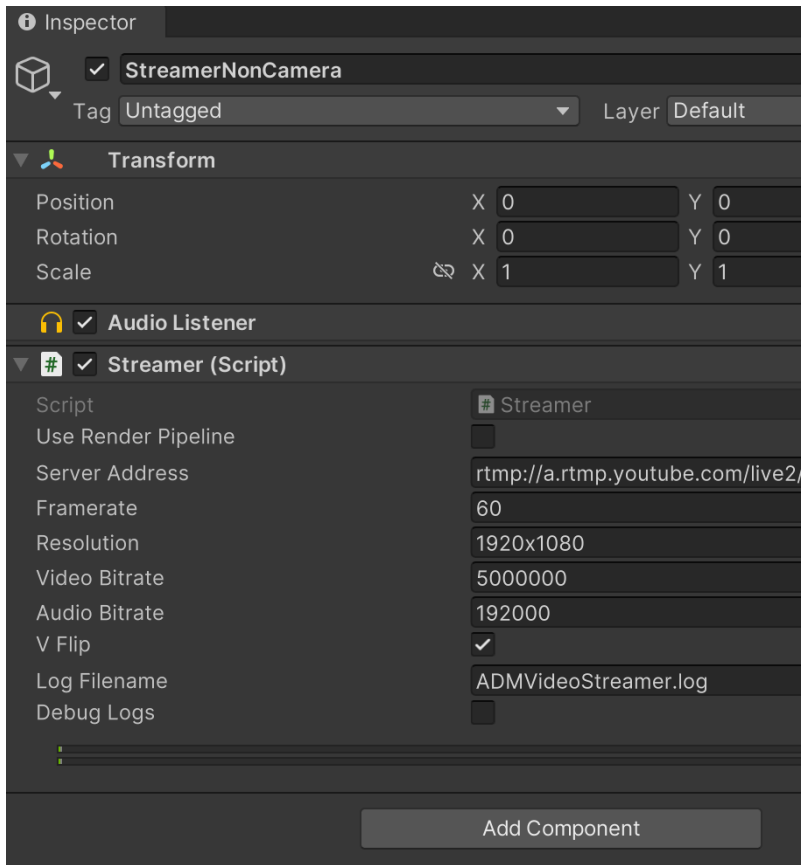 Inspector
StreamerNonCamera
Tag Untagged Layer Default
Transform
Position X 0 Y 0
Rotation X 0 Y 0
Scale X 1 Y 1
Audio Listener
# Streamer (Script)
Script # Streamer
Use Render Pipeline
Server Address rtmp://a.rtmp.youtube.com/live2/
Framerate 60
Resolution 1920x1080
Video Bitrate 5000000
Audio Bitrate 192000
V Flip
Log Filename ADMVideoStreamer.log
Debug Logs
Add Component